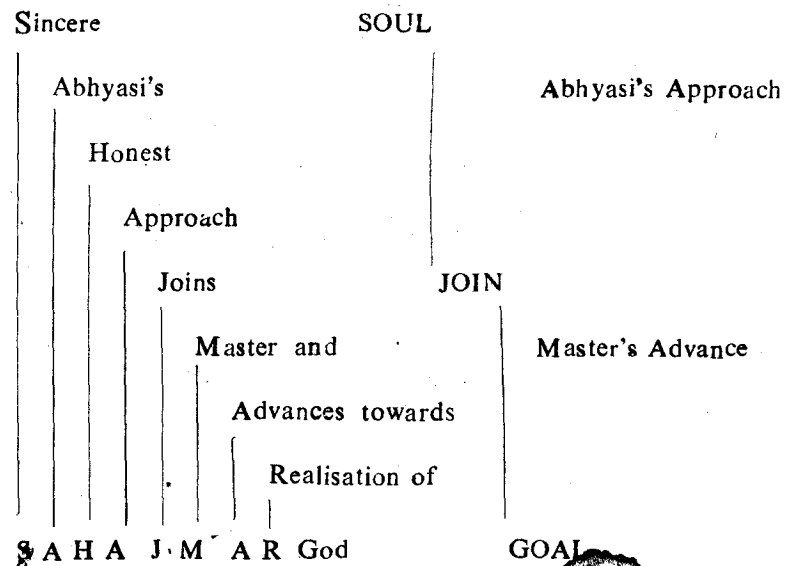 Sincere SOUL
Abhyasi's Abhyasi's Approach
Honest
Approach
Joins JOIN
Master and Master's Advance
Advances towards
Realisation of
S A H A J M A R God GOAL